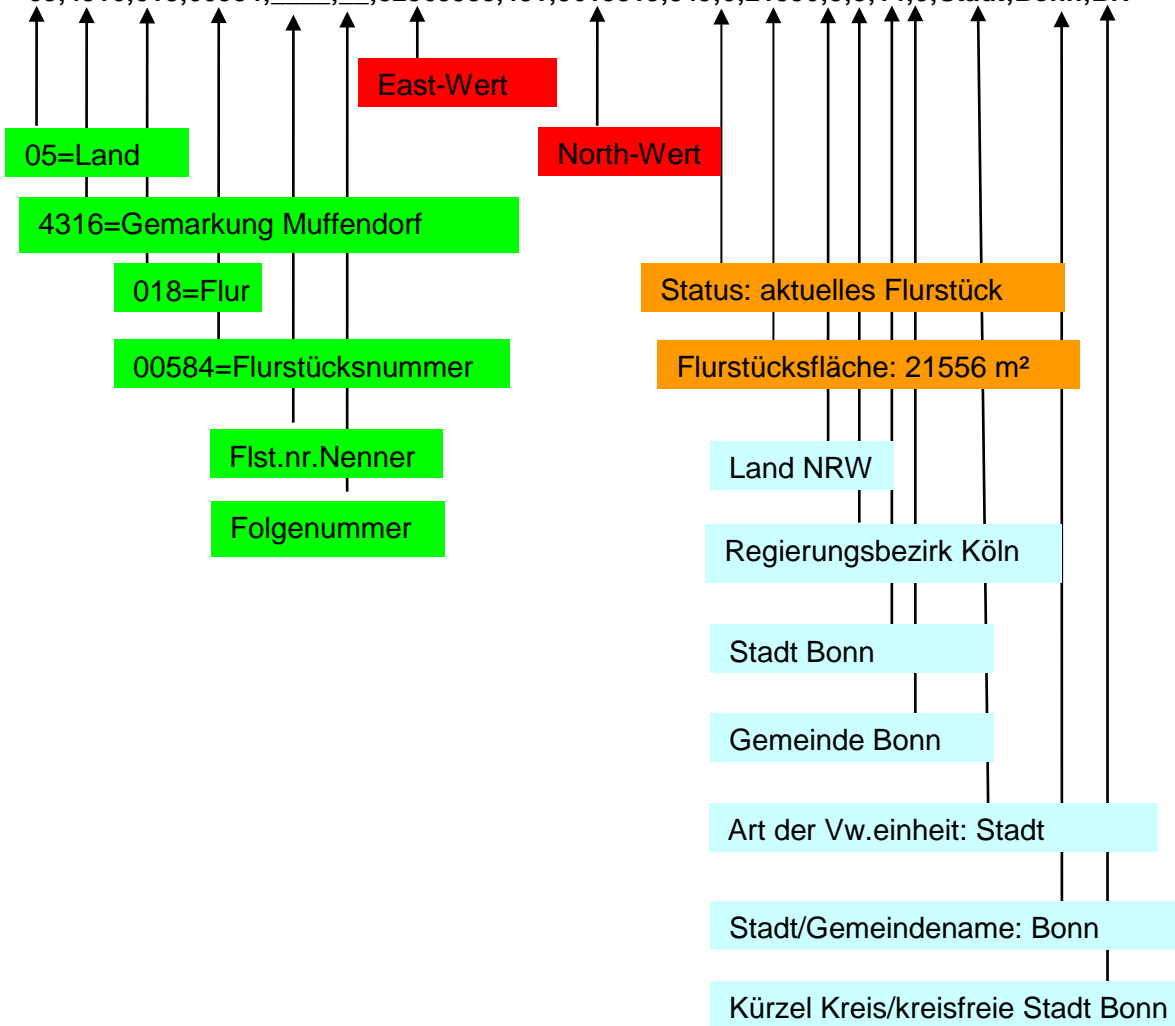 East-Wert
05=Land
North-Wert
4316=Gemarkung Muffendorf
018=Flur
Status: aktuelles Flurstück
00584=Flurstücksnummer
Flurstücksfläche: 21556 m²
Flst.nr.Nenner
Land NRW
Folgenummer
Regierungsbezirk Köln
Stadt Bonn
Gemeinde Bonn
Art der Vw.einheit: Stadt
Stadt/Gemeindename: Bonn
Kürzel Kreis/kreisfreie Stadt Bonn